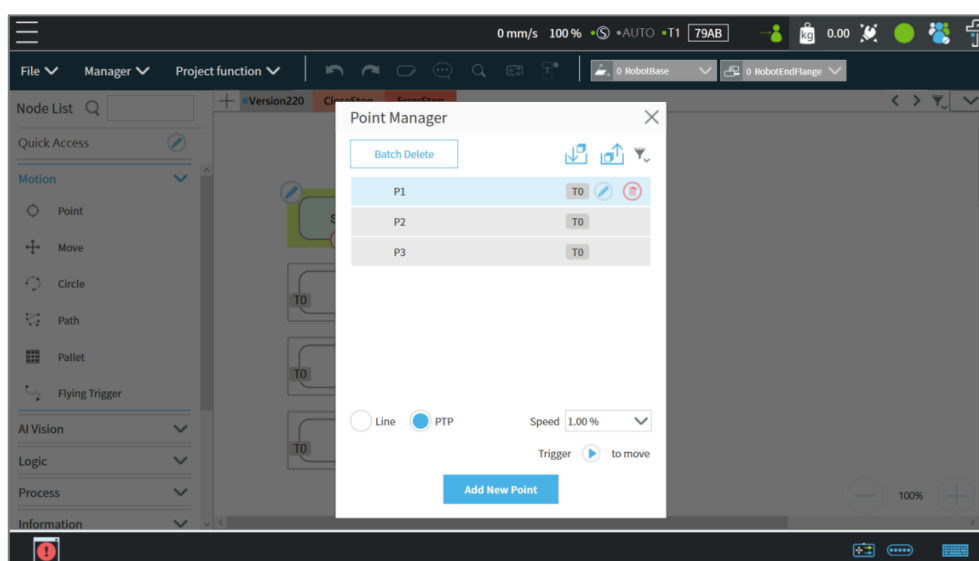 0 mm/s 100 % •Ⓢ •AUTO •T1 79AB kg 0.00
File Manager Project function 0 RobotBase 0 RobotEndFlange
Node List
Version220 CloseStop ErrorStop
Quick Access
Motion
Point
Move
Circle
Path
Pallet
Flying Trigger
AI Vision
Logic
Process
Information
S
T0
T0
T0
Point Manager
Batch Delete
P1 T0
P2 T0
P3 T0
Line PTP Speed 1.00 %
Trigger to move
Add New Point
100%